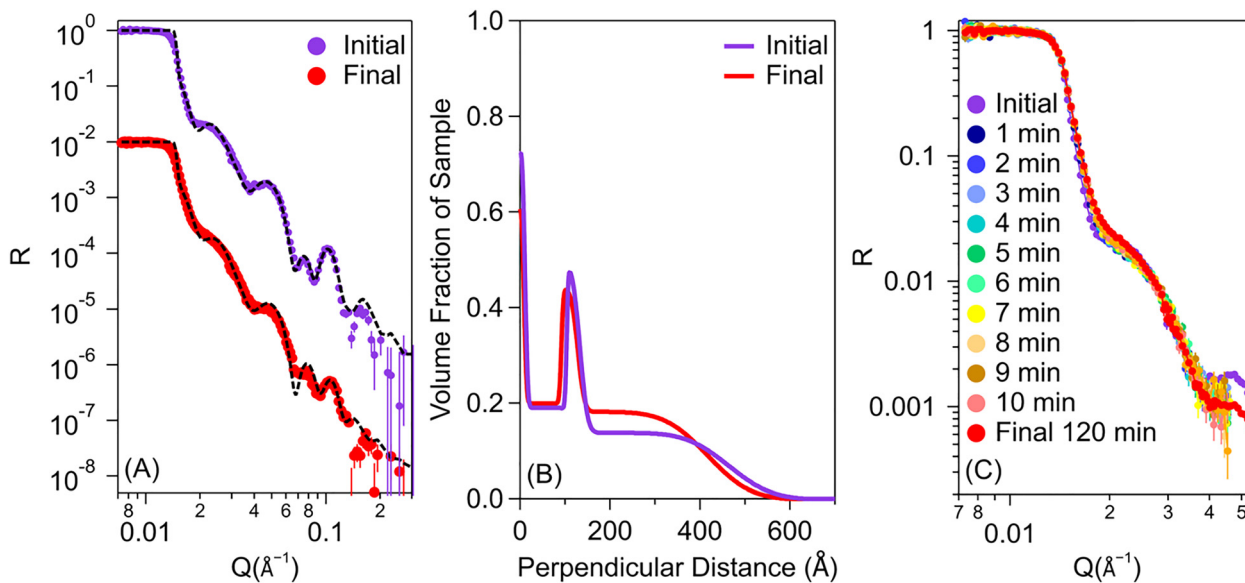 10⁰
10⁻¹
10⁻²
10⁻³
10⁻⁴
10⁻⁵
10⁻⁶
10⁻⁷
10⁻⁸
R
Initial
Final
(A)
8 2 4 6 8 2
0.01 0.1
Q(Å⁻¹)
1.0
0.8
0.6
0.4
0.2
0.0
Volume Fraction of Sample
Initial
Final
(B)
0 200 400 600
Perpendicular Distance (Å)
1
0.1
0.01
0.001
R
(C)
Initial
1 min
2 min
3 min
4 min
5 min
6 min
7 min
8 min
9 min
10 min
Final 120 min
7 8 2 3 4 5
0.01
Q(Å⁻¹)